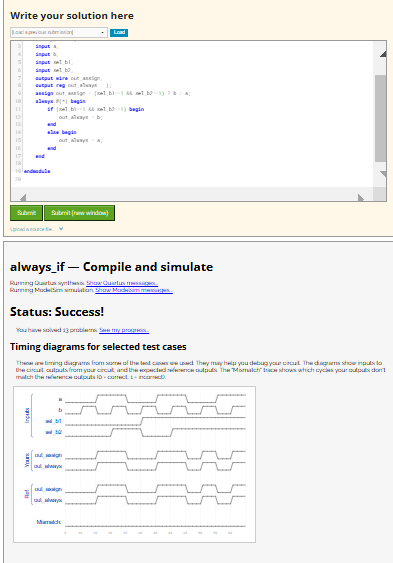 Write your solution here
[Load a previous submission]
Load
3 input a,
4 input b,
5 input sel_b1,
6 input sel_b2,
7 output wire out_assign,
8 output reg out_always );
9 assign out_assign = (sel_b1==1 && sel_b2==1) ? b : a;
10 always @(*) begin
11 if (sel_b1==1 && sel_b2==1) begin
12 out_always = b;
13 end
14 else begin
15 out_always = a;
16 end
17 end
18
19 endmodule
20
Submit Submit (new window)
Upload a source file...
always_if — Compile and simulate
Running Quartus synthesis. Show Quartus messages...
Running ModelSim simulation. Show Modelsim messages...
Status: Success!
You have solved 13 problems. See my progress...
Timing diagrams for selected test cases
These are timing diagrams from some of the test cases we used. They may help you debug your circuit. The diagrams show inputs to
the circuit, outputs from your circuit, and the expected reference outputs. The "Mismatch" trace shows which cycles your outputs don't
match the reference outputs (0 = correct, 1 = incorrect).
Inputs
a
b
sel_b1
sel_b2
Yours
out_assign
out_always
Ref
out_assign
out_always
Mismatch: